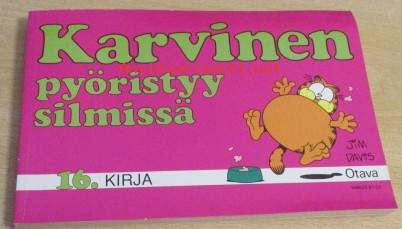 Karvinen
pyöristyy
silmissä
JIM
DAVIS
16. KIRJA
Otava